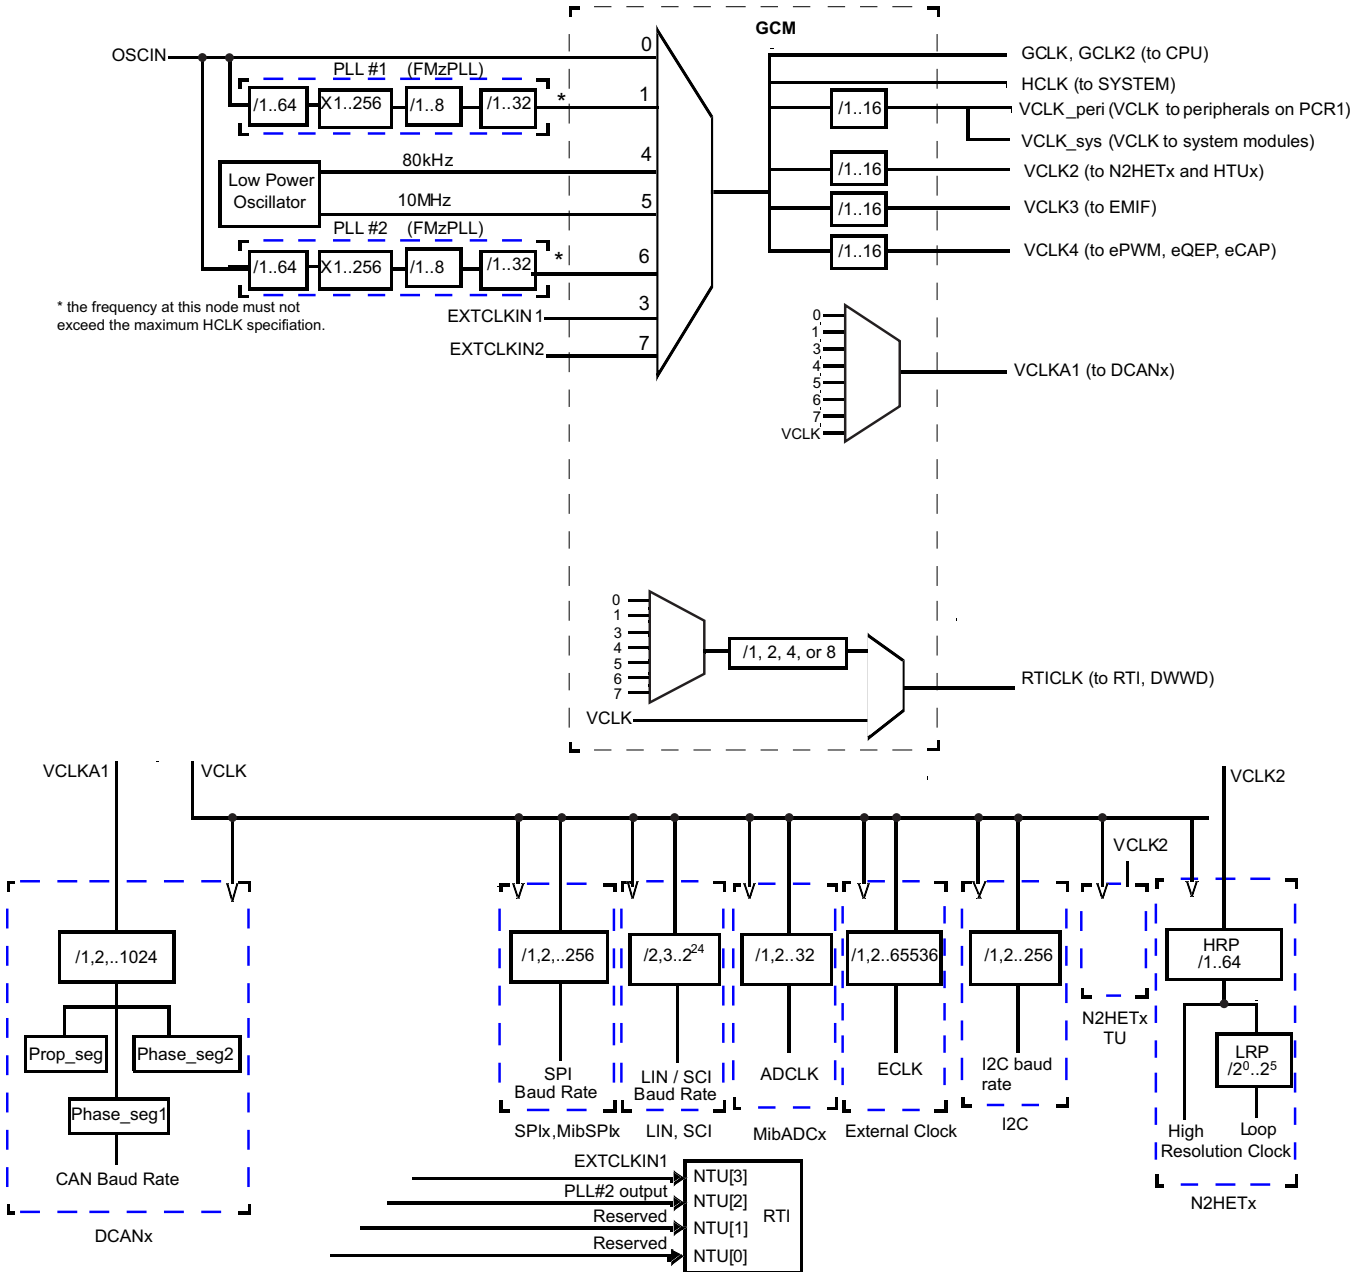 GCM
OSCIN
0
GCLK, GCLK2 (to CPU)
PLL #1 (FMzPLL)
HCLK (to SYSTEM)
/1..64
X1..256
/1..8
/1..32
*
1
/1..16
VCLK_peri (VCLK to peripherals on PCR1)
VCLK_sys (VCLK to system modules)
80kHz
4
/1..16
VCLK2 (to N2HETx and HTUx)
Low Power
Oscillator
10MHz
5
/1..16
VCLK3 (to EMIF)
PLL #2 (FMzPLL)
/1..64
X1..256
/1..8
/1..32
*
6
/1..16
VCLK4 (to ePWM, eQEP, eCAP)
* the frequency at this node must not
exceed the maximum HCLK specifiation.
EXTCLKIN 1
3
EXTCLKIN2
7
0
1
3
4
5
6
7
VCLK
VCLKA1 (to DCANx)
0
1
3
4
5
6
7
/1, 2, 4, or 8
RTICLK (to RTI, DWWD)
VCLK
VCLKA1
VCLK
VCLK2
VCLK2
/1,2,..1024
/1,2,..256
/2,3..2²⁴
/1,2..32
/1,2..65536
/1,2..256
HRP
/1..64
Prop_seg
Phase_seg2
Phase_seg1
CAN Baud Rate
DCANx
SPI
Baud Rate
SPIx,MibSPIx
LIN / SCI
Baud Rate
LIN, SCI
ADCLK
MibADCx
ECLK
External Clock
I2C baud
rate
I2C
N2HETx
TU
LRP
/2⁰..2⁵
High
Loop
Resolution Clock
N2HETx
EXTCLKIN1
NTU[3]
PLL#2 output
NTU[2]
RTI
Reserved
NTU[1]
Reserved
NTU[0]